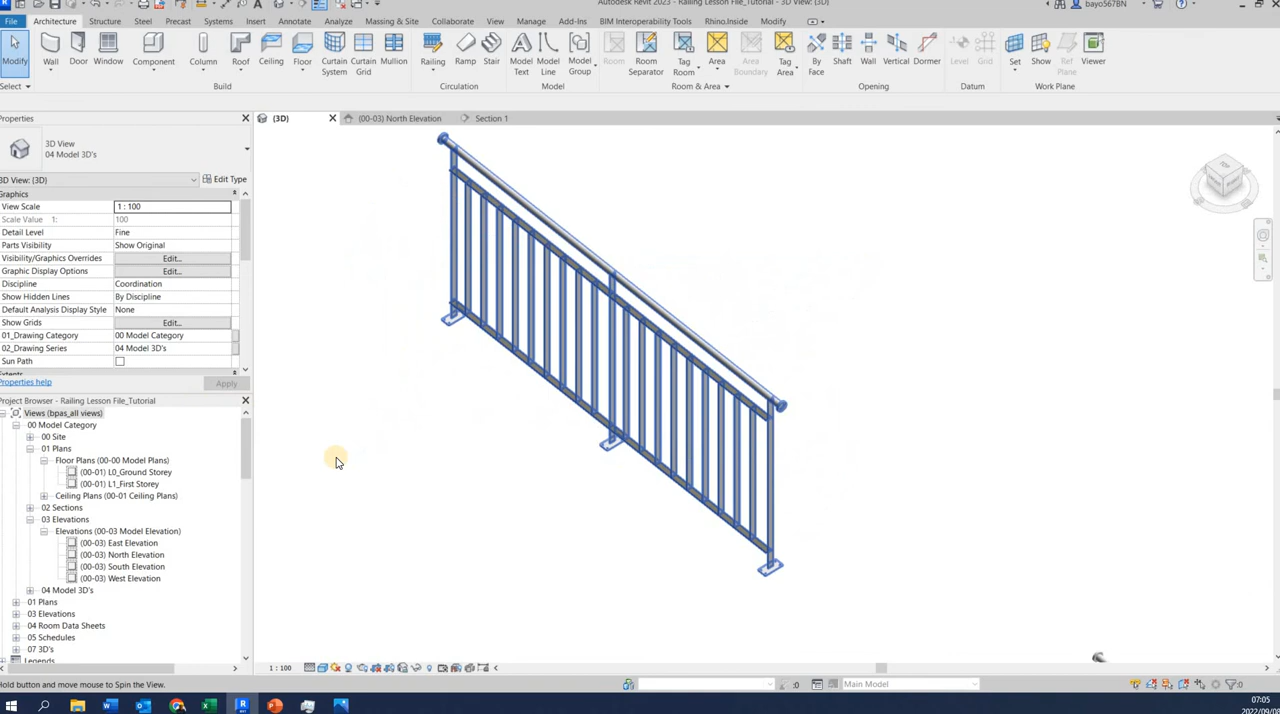 Autodesk Revit 2023 - Railing Lesson File_Tutorial - 3D View: {3D}
bayo567BN
File Architecture Structure Steel Precast Systems Insert Annotate Analyze Massing & Site Collaborate View Manage Add-Ins BIM Interoperability Tools Rhino.Inside Modify
Modify Wall Door Window Component Column Roof Ceiling Floor Curtain System Curtain Grid Mullion Railing Ramp Stair Model Text Model Line Model Group Room Room Separator Tag Room Area Area Boundary Tag Area By Face Shaft Wall Vertical Dormer Level Grid Set Show Ref Plane Viewer
Select Build Circulation Model Room & Area Opening Datum Work Plane
Properties
{3D} (00-03) North Elevation Section 1
3D View
04 Model 3D's
3D View: {3D} Edit Type
Graphics
View Scale 1 : 100
Scale Value 1: 100
Detail Level Fine
Parts Visibility Show Original
Visibility/Graphics Overrides Edit...
Graphic Display Options Edit...
Discipline Coordination
Show Hidden Lines By Discipline
Default Analysis Display Style None
Show Grids Edit...
01_Drawing Category 00 Model Category
02_Drawing Series 04 Model 3D's
Sun Path
Extents
Properties help Apply
Project Browser - Railing Lesson File_Tutorial
Views (bpas_all views)
00 Model Category
00 Site
01 Plans
Floor Plans (00-00 Model Plans)
(00-01) L0_Ground Storey
(00-01) L1_First Storey
Ceiling Plans (00-01 Ceiling Plans)
02 Sections
03 Elevations
Elevations (00-03 Model Elevation)
(00-03) East Elevation
(00-03) North Elevation
(00-03) South Elevation
(00-03) West Elevation
04 Model 3D's
01 Plans
03 Elevations
04 Room Data Sheets
05 Schedules
07 3D's
Legends
TOP
1 : 100
Hold button and move mouse to Spin the View.
:0 Main Model :0
07:05
2022/09/08